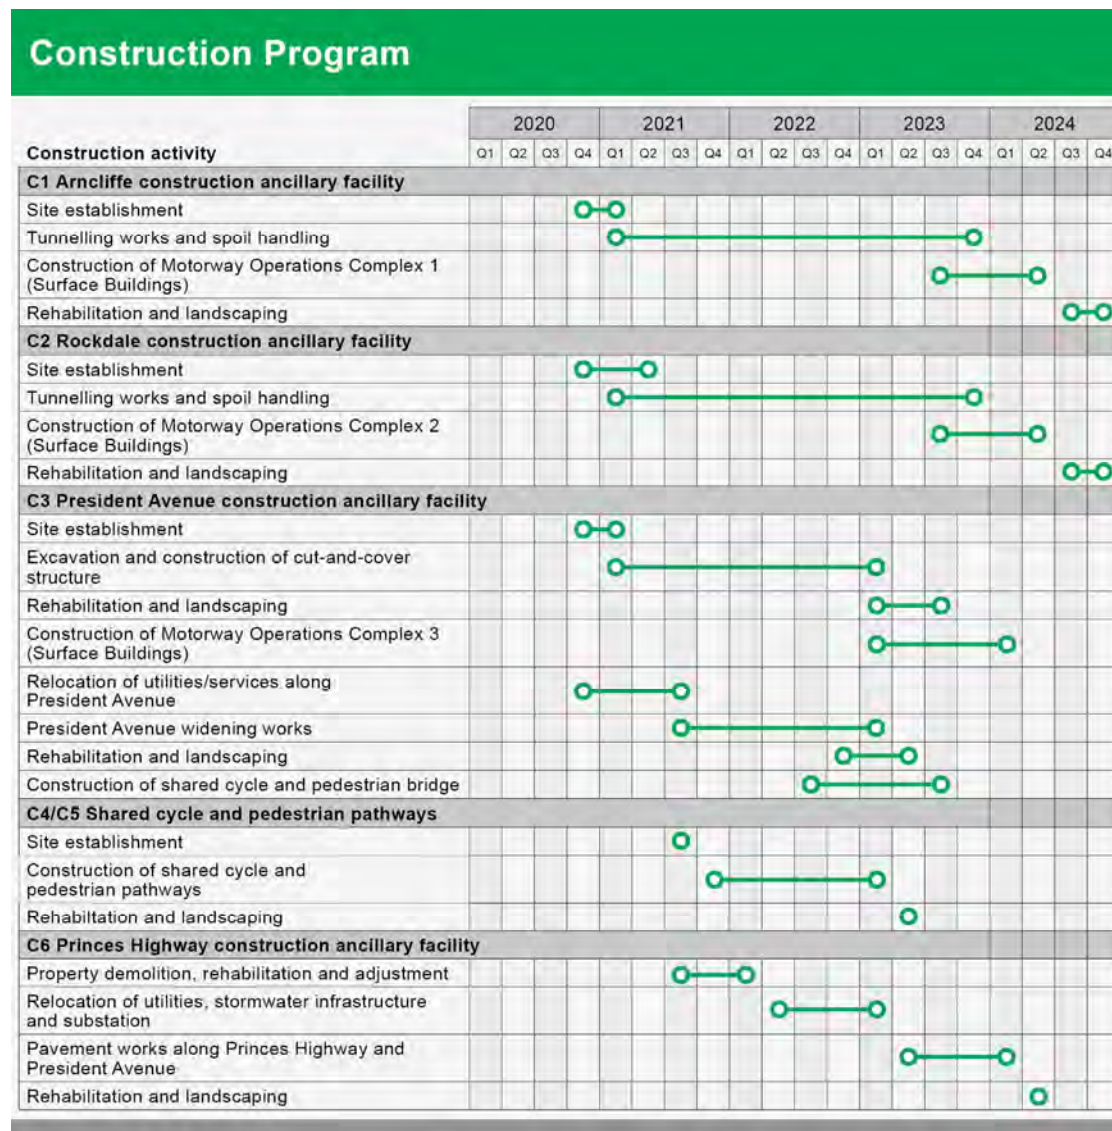 Construction Program
2020 2021 2022 2023 2024
Construction activity Q1 Q2 Q3 Q4 Q1 Q2 Q3 Q4 Q1 Q2 Q3 Q4 Q1 Q2 Q3 Q4 Q1 Q2 Q3 Q4
C1 Arncliffe construction ancillary facility
Site establishment
Tunnelling works and spoil handling
Construction of Motorway Operations Complex 1
(Surface Buildings)
Rehabilitation and landscaping
C2 Rockdale construction ancillary facility
Site establishment
Tunnelling works and spoil handling
Construction of Motorway Operations Complex 2
(Surface Buildings)
Rehabilitation and landscaping
C3 President Avenue construction ancillary facility
Site establishment
Excavation and construction of cut-and-cover
structure
Rehabilitation and landscaping
Construction of Motorway Operations Complex 3
(Surface Buildings)
Relocation of utilities/services along
President Avenue
President Avenue widening works
Rehabilitation and landscaping
Construction of shared cycle and pedestrian bridge
C4/C5 Shared cycle and pedestrian pathways
Site establishment
Construction of shared cycle and
pedestrian pathways
Rehabiltation and landscaping
C6 Princes Highway construction ancillary facility
Property demolition, rehabilitation and adjustment
Relocation of utilities, stormwater infrastructure
and substation
Pavement works along Princes Highway and
President Avenue
Rehabilitation and landscaping